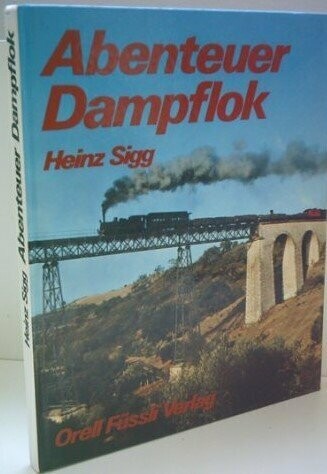 Abenteuer
Dampflok
Heinz Sigg
Orell Füssli Verlag
Heinz Sigg Abenteuer Dampflok